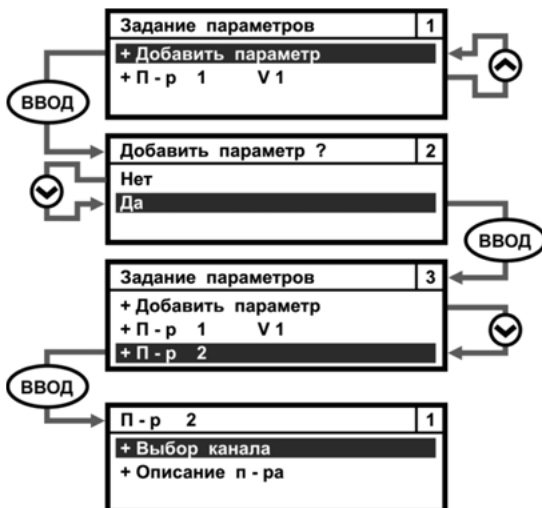 Задание параметров 1
+ Добавить параметр
+ П - р 1 V 1
ВВОД
Добавить параметр ? 2
Нет
Да
ВВОД
Задание параметров 3
+ Добавить параметр
+ П - р 1 V 1
+ П - р 2
ВВОД
П - р 2 1
+ Выбор канала
+ Описание п - ра